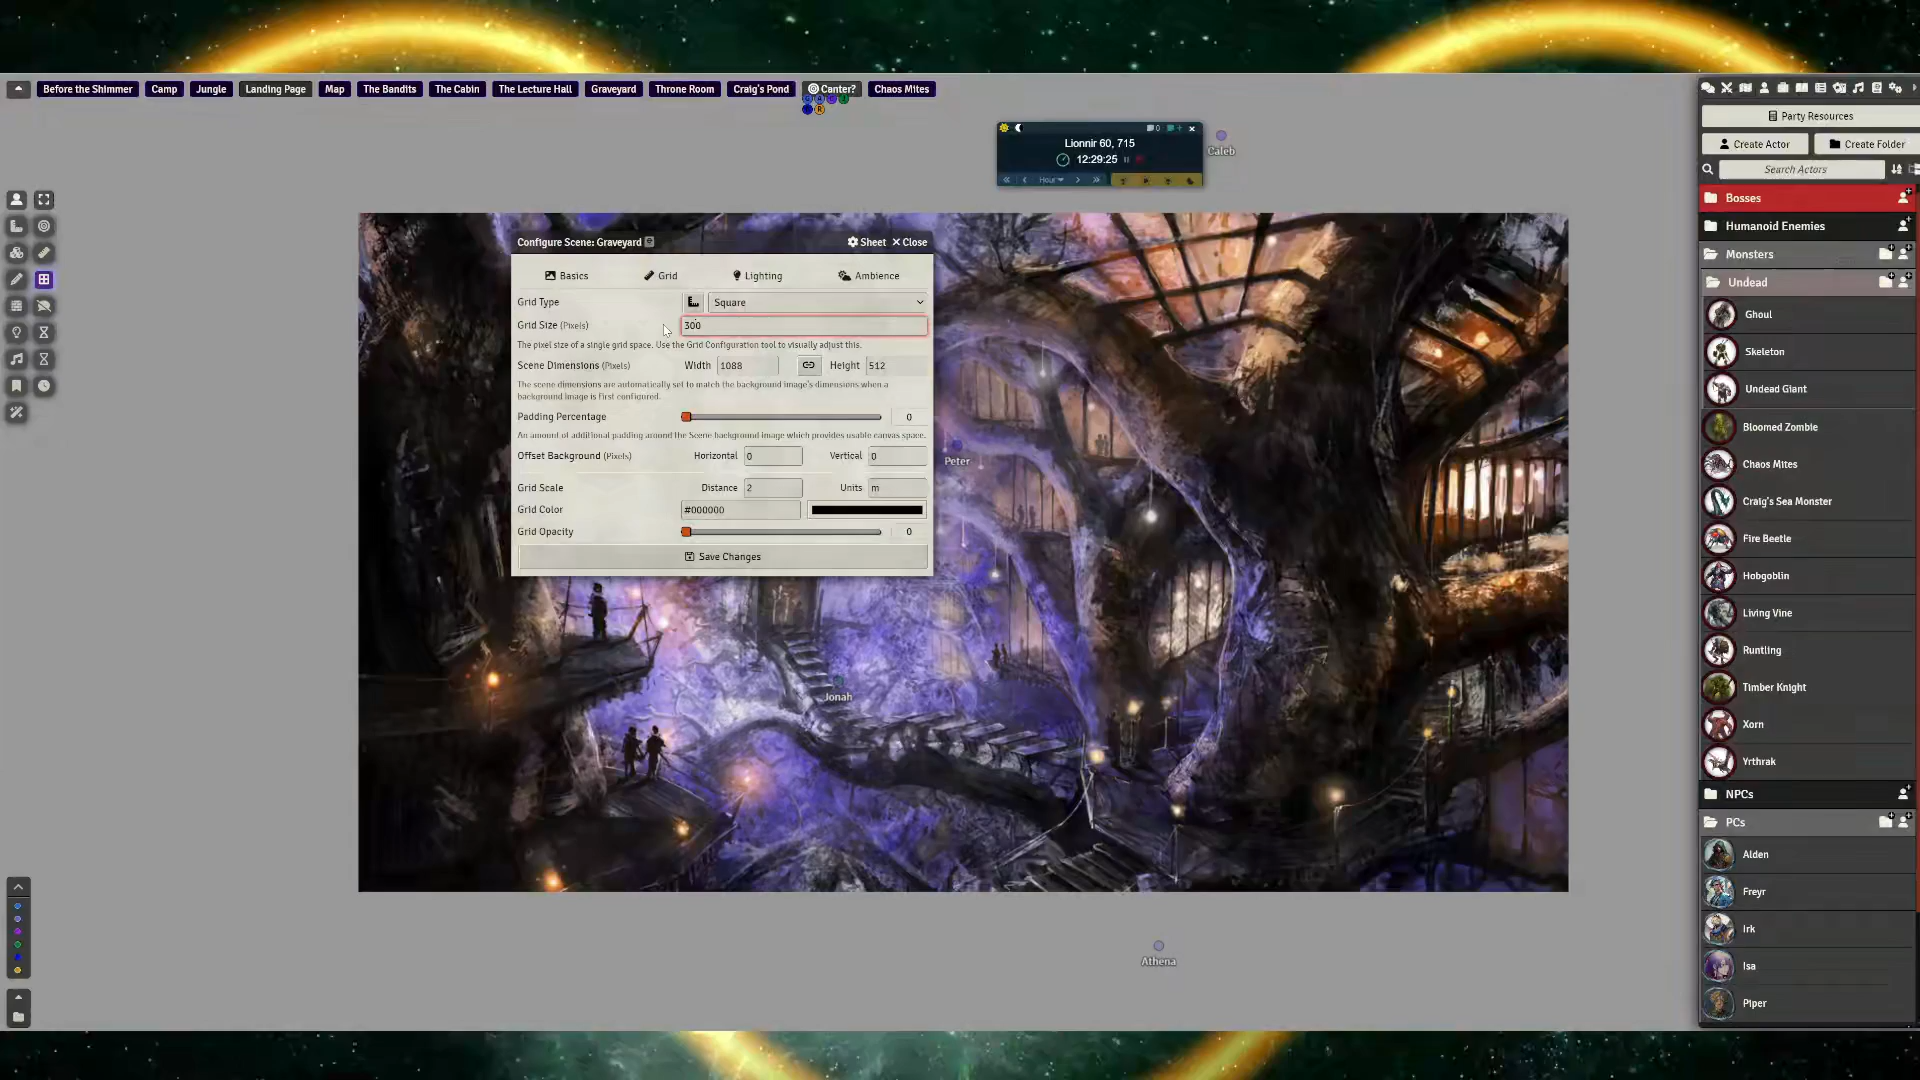 Before the Shimmer Camp Jungle Landing Page Map The Bandits The Cabin The Lecture Hall Graveyard Throne Room Craig's Pond Canter? Chaos Mites
Lionnir 60, 715
12:29:25
Hour
Caleb
Party Resources
Create Actor Create Folder
Search Actors
Bosses
Humanoid Enemies
Monsters
Undead
Ghoul
Skeleton
Undead Giant
Bloomed Zombie
Chaos Mites
Craig's Sea Monster
Fire Beetle
Hobgoblin
Living Vine
Runtling
Timber Knight
Xorn
Yrthrak
NPCs
PCs
Alden
Freyr
Irk
Isa
Piper
Configure Scene: Graveyard Sheet Close
Basics Grid Lighting Ambience
Grid Type Square
Grid Size (Pixels) 300
The pixel size of a single grid space. Use the Grid Configuration tool to visually adjust this.
Scene Dimensions (Pixels) Width 1088 Height 512
The scene dimensions are automatically set to match the background image's dimensions when a
background image is first configured.
Padding Percentage 0
An amount of additional padding around the Scene background image which provides usable canvas space.
Offset Background (Pixels) Horizontal 0 Vertical 0
Grid Scale Distance 2 Units m
Grid Color #000000
Grid Opacity 0
Save Changes
Peter
Jonah
Athena